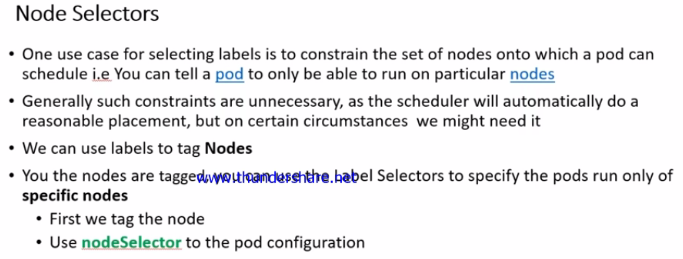 Node Selectors
• One use case for selecting labels is to constrain the set of nodes onto which a pod can
schedule i.e You can tell a pod to only be able to run on particular nodes
• Generally such constraints are unnecessary, as the scheduler will automatically do a
reasonable placement, but on certain circumstances we might need it
• We can use labels to tag Nodes
• You the nodes are tagged, you can use the Label Selectors to specify the pods run only of
www.thundershare.net
specific nodes
• First we tag the node
• Use nodeSelector to the pod configuration